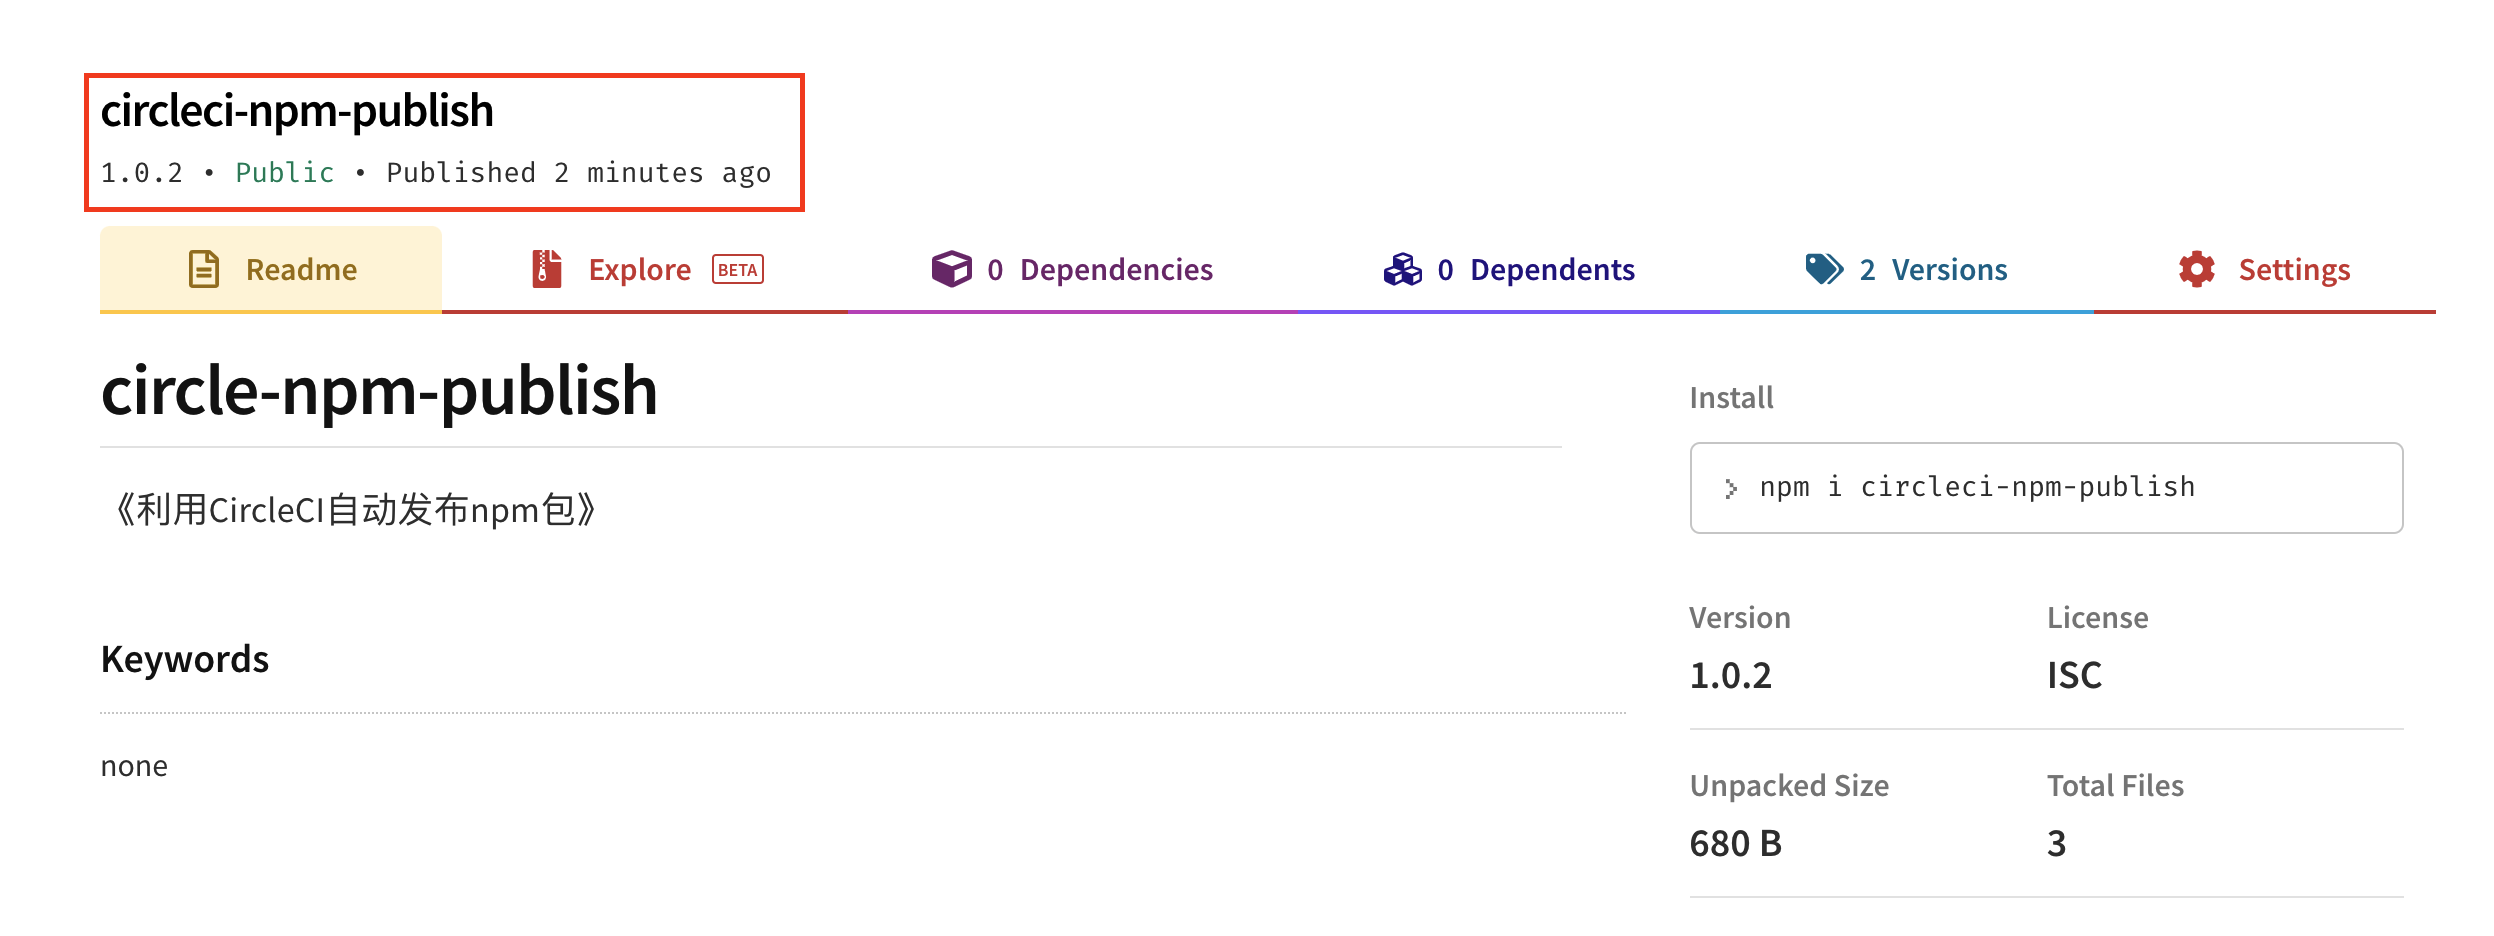 circleci-npm-publish
1.0.2 • Public • Published 2 minutes ago
Readme
Explore BETA
0 Dependencies
0 Dependents
2 Versions
Settings
circle-npm-publish
《利用CircleCI自动发布npm包》
Keywords
none
Install
npm i circleci-npm-publish
Version
License
1.0.2
ISC
Unpacked Size
Total Files
680 B
3